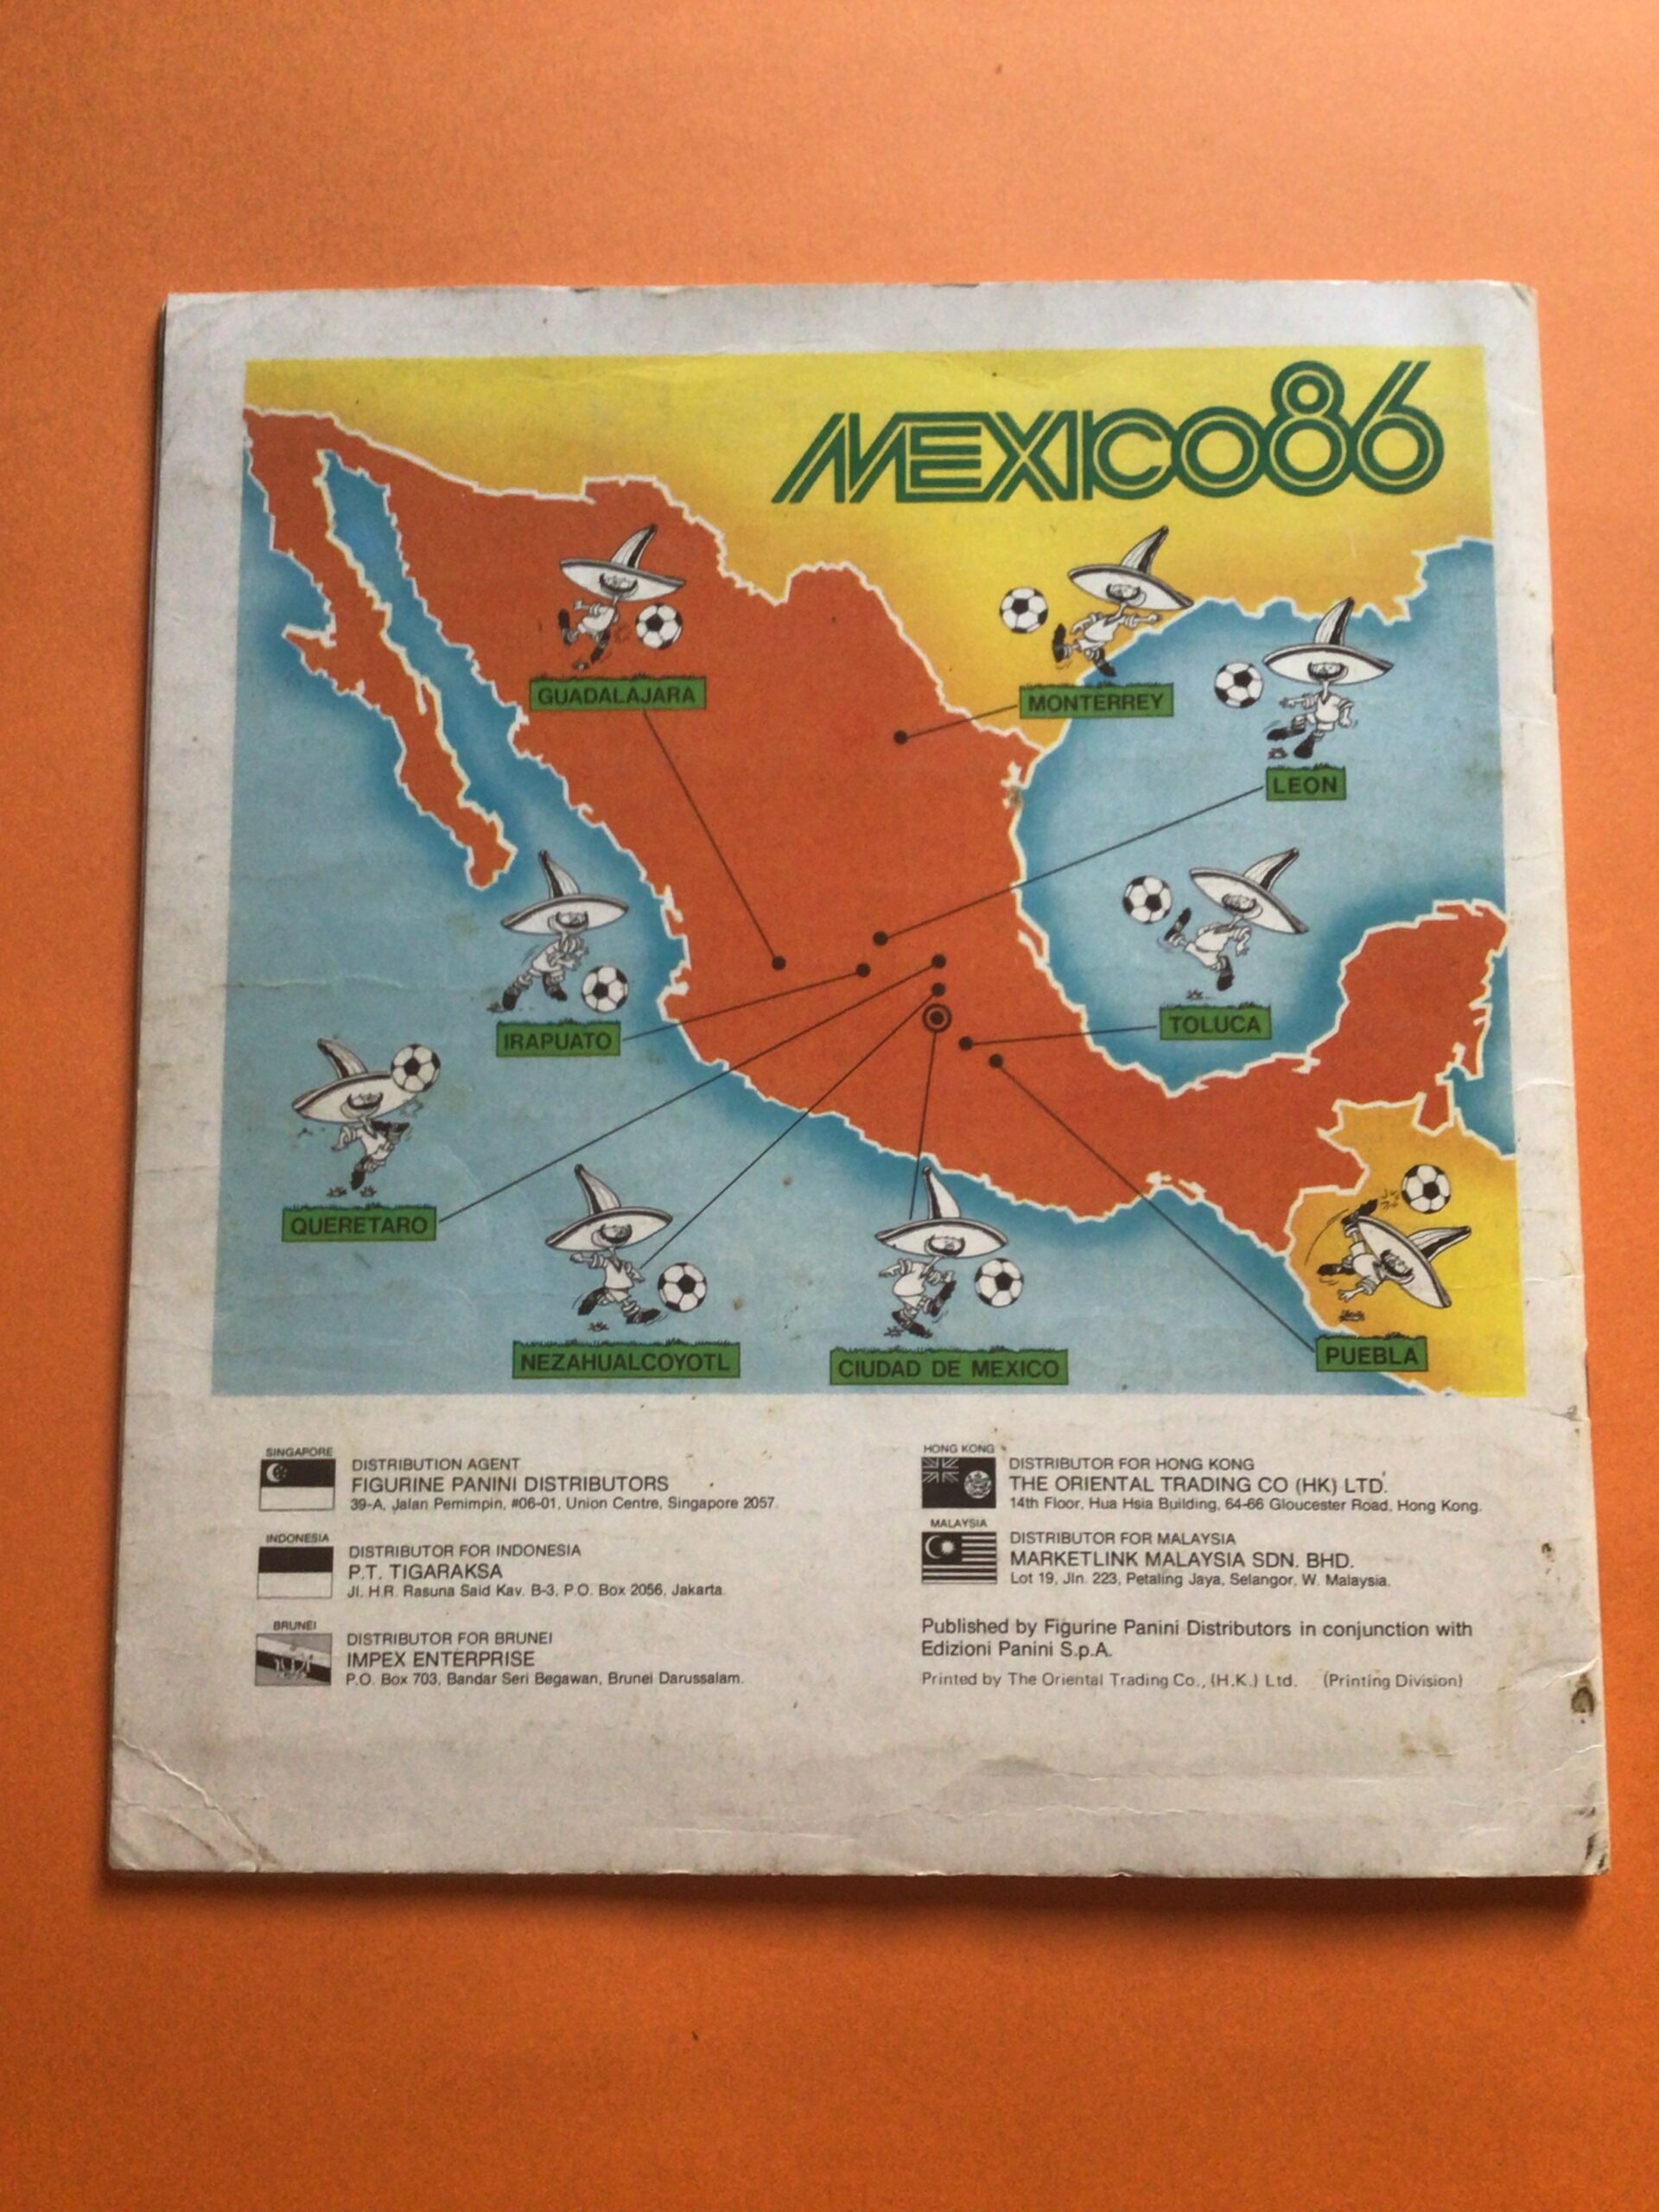 MEXICO86
GUADALAJARA
MONTERREY
LEON
IRAPUATO
TOLUCA
QUERETARO
NEZAHUALCOYOTL
CIUDAD DE MEXICO
PUEBLA
SINGAPORE
DISTRIBUTION AGENT
FIGURINE PANINI DISTRIBUTORS
39-A, Jalan Pemimpin, #06-01, Union Centre, Singapore 2057.
INDONESIA
DISTRIBUTOR FOR INDONESIA
P.T. TIGARAKSA
Jl. H.R. Rasuna Said Kav. B-3, P.O. Box 2056, Jakarta.
BRUNEI
DISTRIBUTOR FOR BRUNEI
IMPEX ENTERPRISE
P.O. Box 703, Bandar Seri Begawan, Brunei Darussalam.
HONG KONG
DISTRIBUTOR FOR HONG KONG
THE ORIENTAL TRADING CO (HK) LTD.
14th Floor, Hua Hsia Building, 64-66 Gloucester Road, Hong Kong.
MALAYSIA
DISTRIBUTOR FOR MALAYSIA
MARKETLINK MALAYSIA SDN. BHD.
Lot 19, Jln. 223, Petaling Jaya, Selangor, W. Malaysia.
Published by Figurine Panini Distributors in conjunction with
Edizioni Panini S.p.A.
Printed by The Oriental Trading Co., (H.K.) Ltd. (Printing Division)